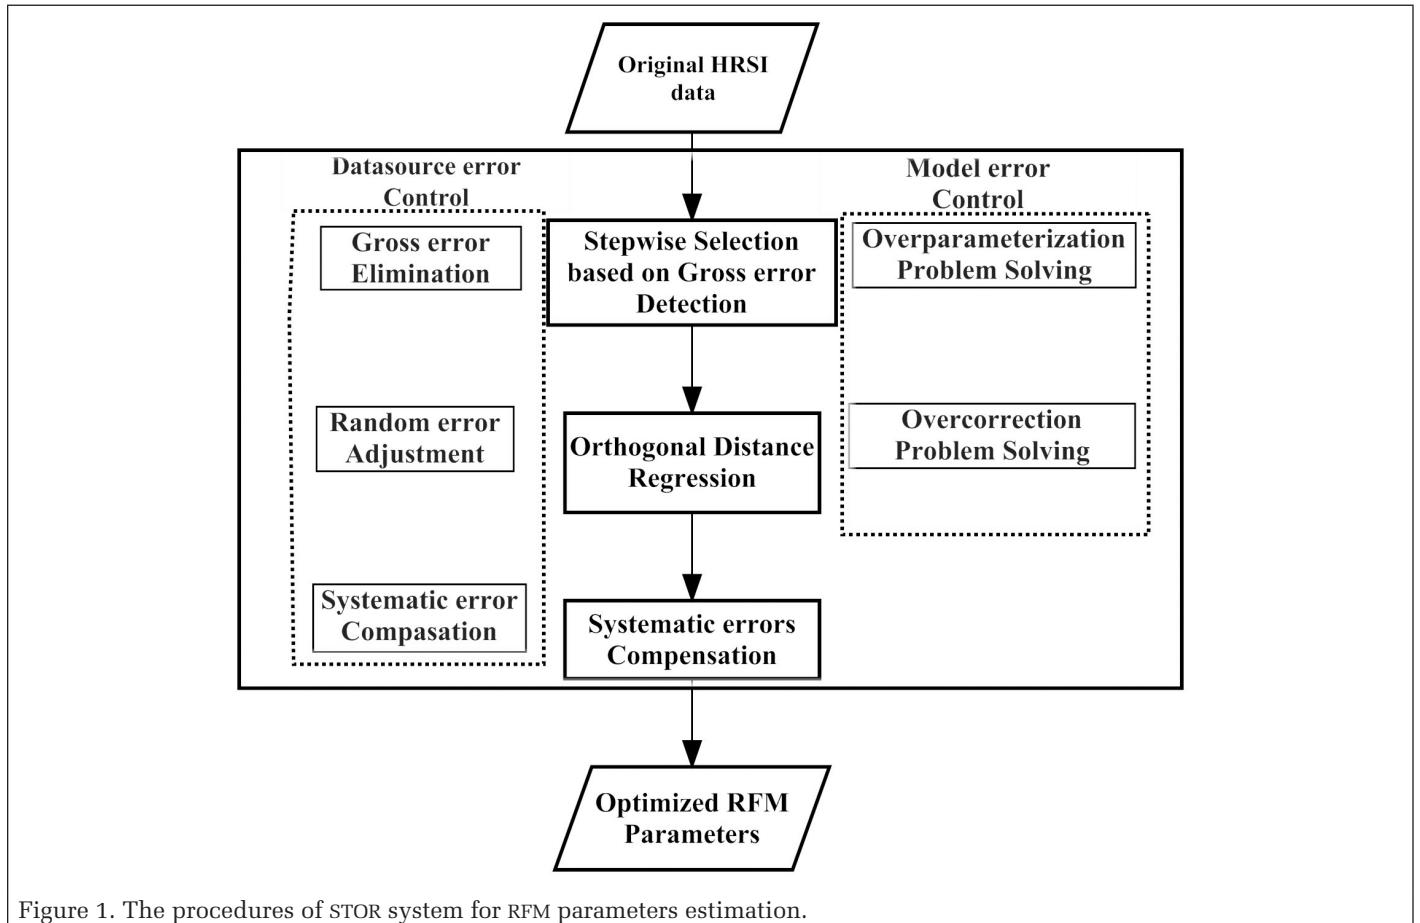 Original HRSI
data
Datasource error
Control
Model error
Control
Gross error
Elimination
Stepwise Selection
based on Gross error
Detection
Overparameterization
Problem Solving
Random error
Adjustment
Orthogonal Distance
Regression
Overcorrection
Problem Solving
Systematic error
Compasation
Systematic errors
Compensation
Optimized RFM
Parameters
Figure 1. The procedures of STOR system for RFM parameters estimation.